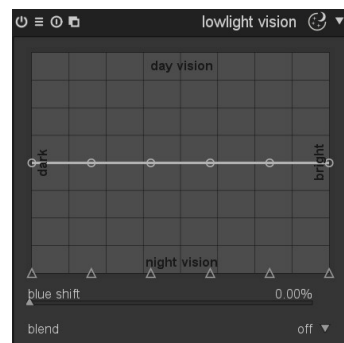 lowlight vision
day vision
dark
bright
night vision
blue shift 0.00%
blend off